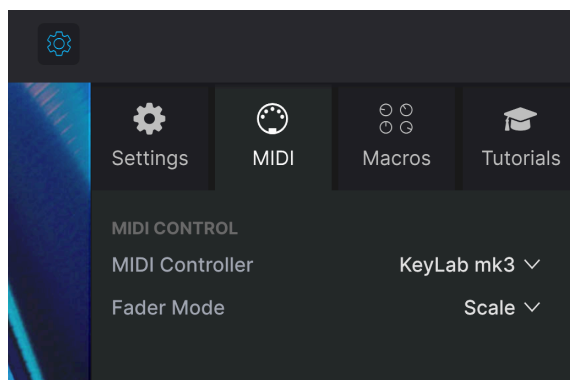 Settings MIDI Macros Tutorials
MIDI CONTROL
MIDI Controller KeyLab mk3
Fader Mode Scale